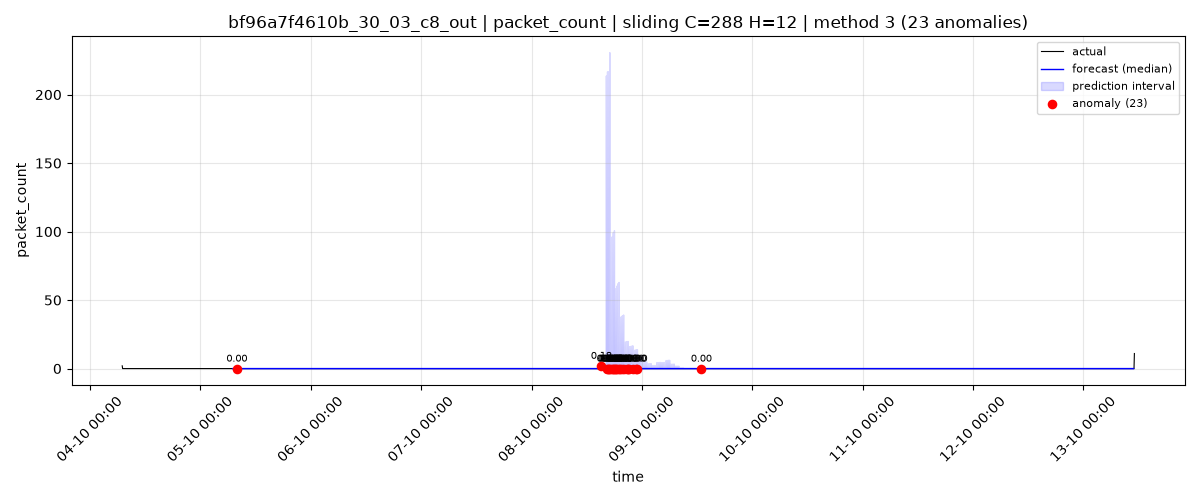 bf96a7f4610b_30_03_c8_out | packet_count | sliding C=288 H=12 | method 3 (23 anomalies)
actual
forecast (median)
prediction interval
anomaly (23)
packet_count
200
150
100
50
0
0.00
0.00
04-10 00:00
05-10 00:00
06-10 00:00
07-10 00:00
08-10 00:00
09-10 00:00
10-10 00:00
11-10 00:00
12-10 00:00
13-10 00:00
time